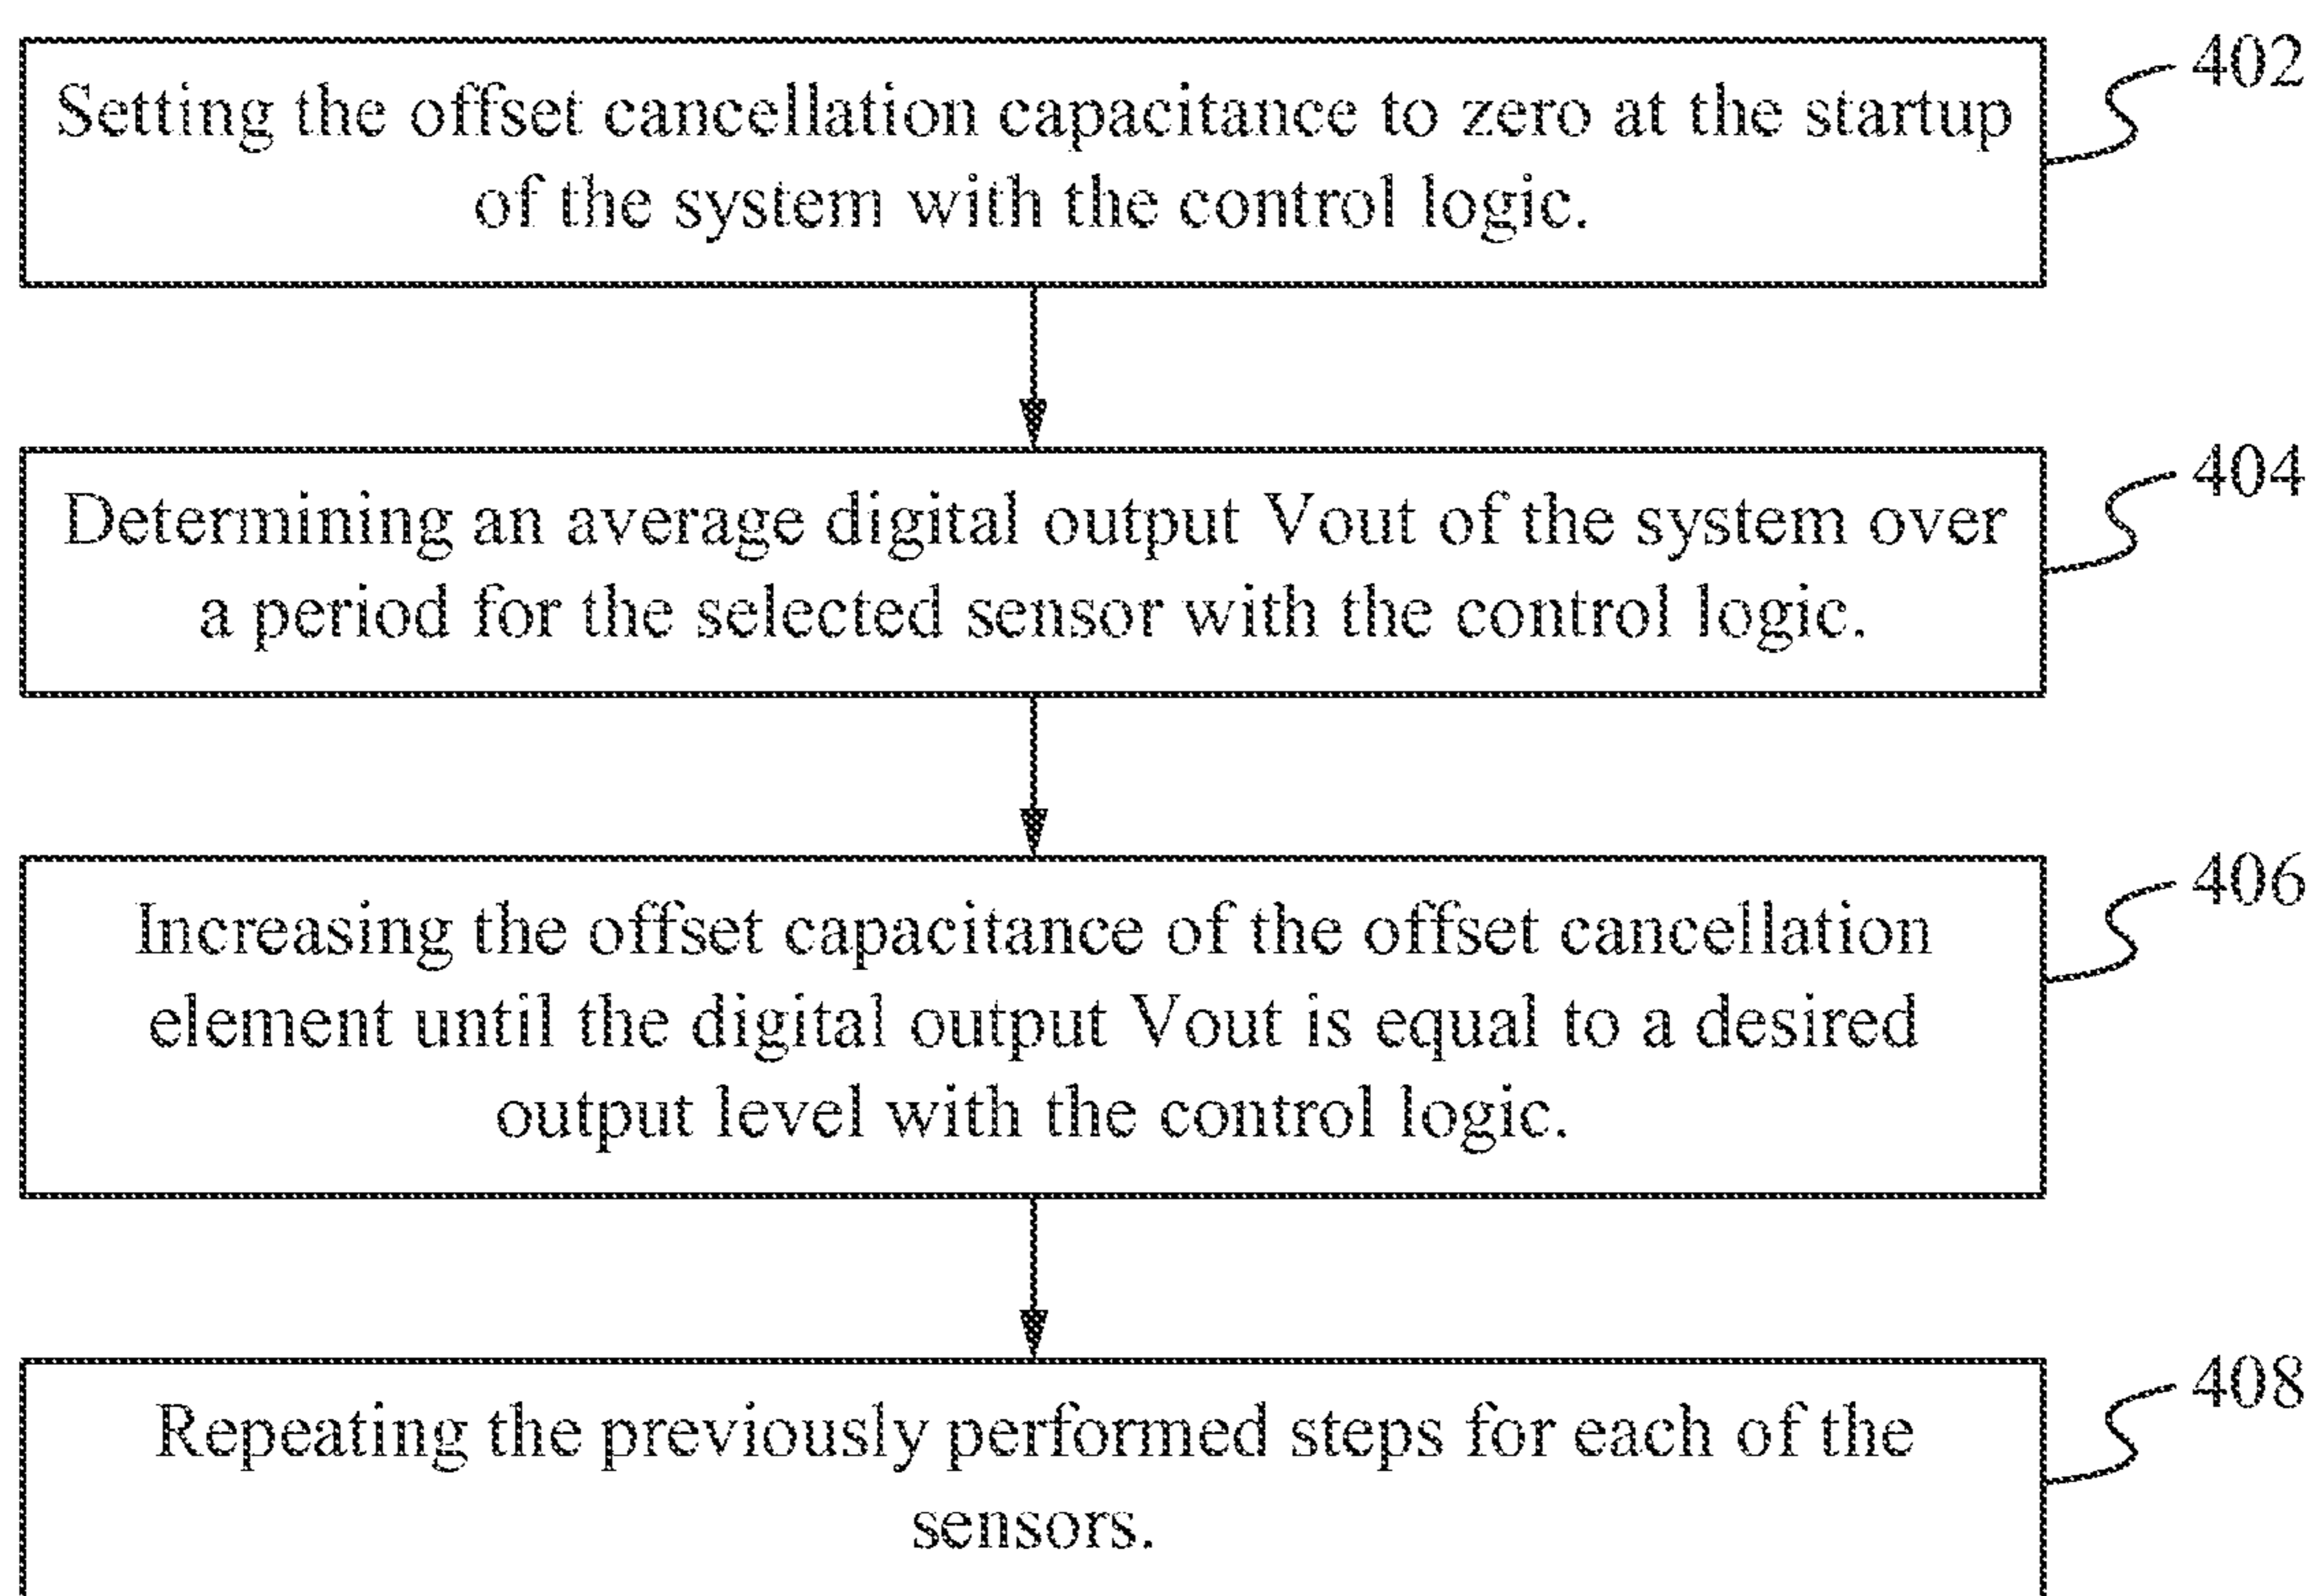 Setting the offset cancellation capacitance to zero at the startup
of the system with the control logic.
402
Determining an average digital output Vout of the system over
a period for the selected sensor with the control logic.
404
Increasing the offset capacitance of the offset cancellation
element until the digital output Vout is equal to a desired
output level with the control logic.
406
Repeating the previously performed steps for each of the
sensors.
408